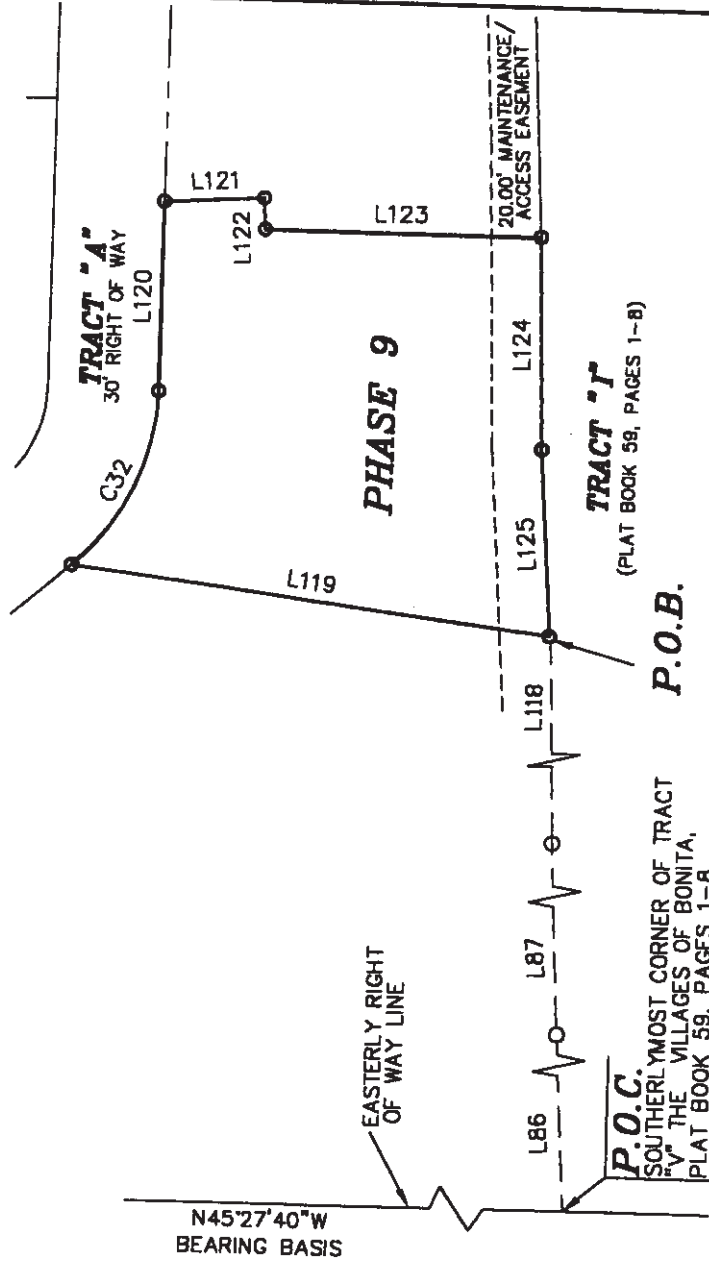 TRACT "A"
30' RIGHT OF WAY
L120
L121
L122
L123
C32
20.00' MAINTENANCE/
ACCESS EASEMENT
PHASE 9
L119
L124
L125
TRACT "I"
(PLAT BOOK 59, PAGES 1-8)
P.O.B.
L118
L87
L86
EASTERLY RIGHT
OF WAY LINE
N45°27'40"W
BEARING BASIS
P.O.C.
SOUTHERLYMOST CORNER OF TRACT
"V" THE VILLAGES OF BONITA,
PLAT BOOK 59, PAGES 1-8